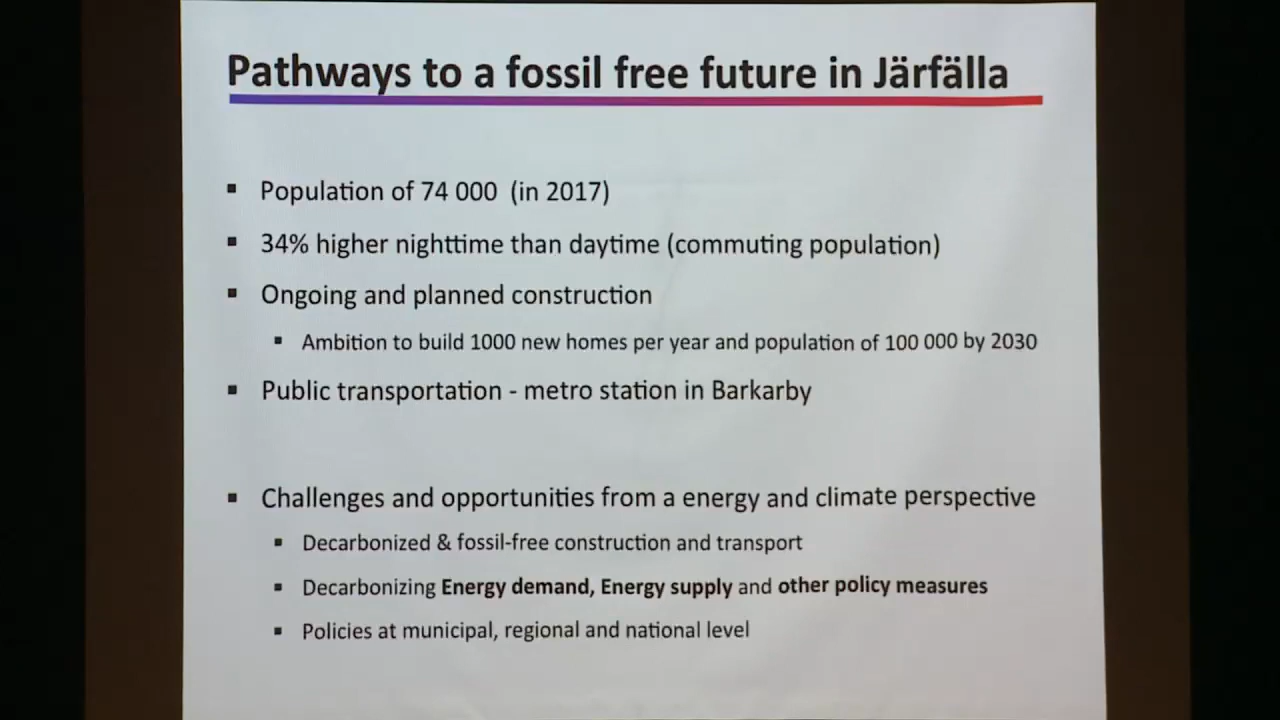 Pathways to a fossil free future in Järfälla
▪ Population of 74 000 (in 2017)
▪ 34% higher nighttime than daytime (commuting population)
▪ Ongoing and planned construction
▪ Ambition to build 1000 new homes per year and population of 100 000 by 2030
▪ Public transportation - metro station in Barkarby
▪ Challenges and opportunities from a energy and climate perspective
▪ Decarbonized & fossil-free construction and transport
▪ Decarbonizing Energy demand, Energy supply and other policy measures
▪ Policies at municipal, regional and national level